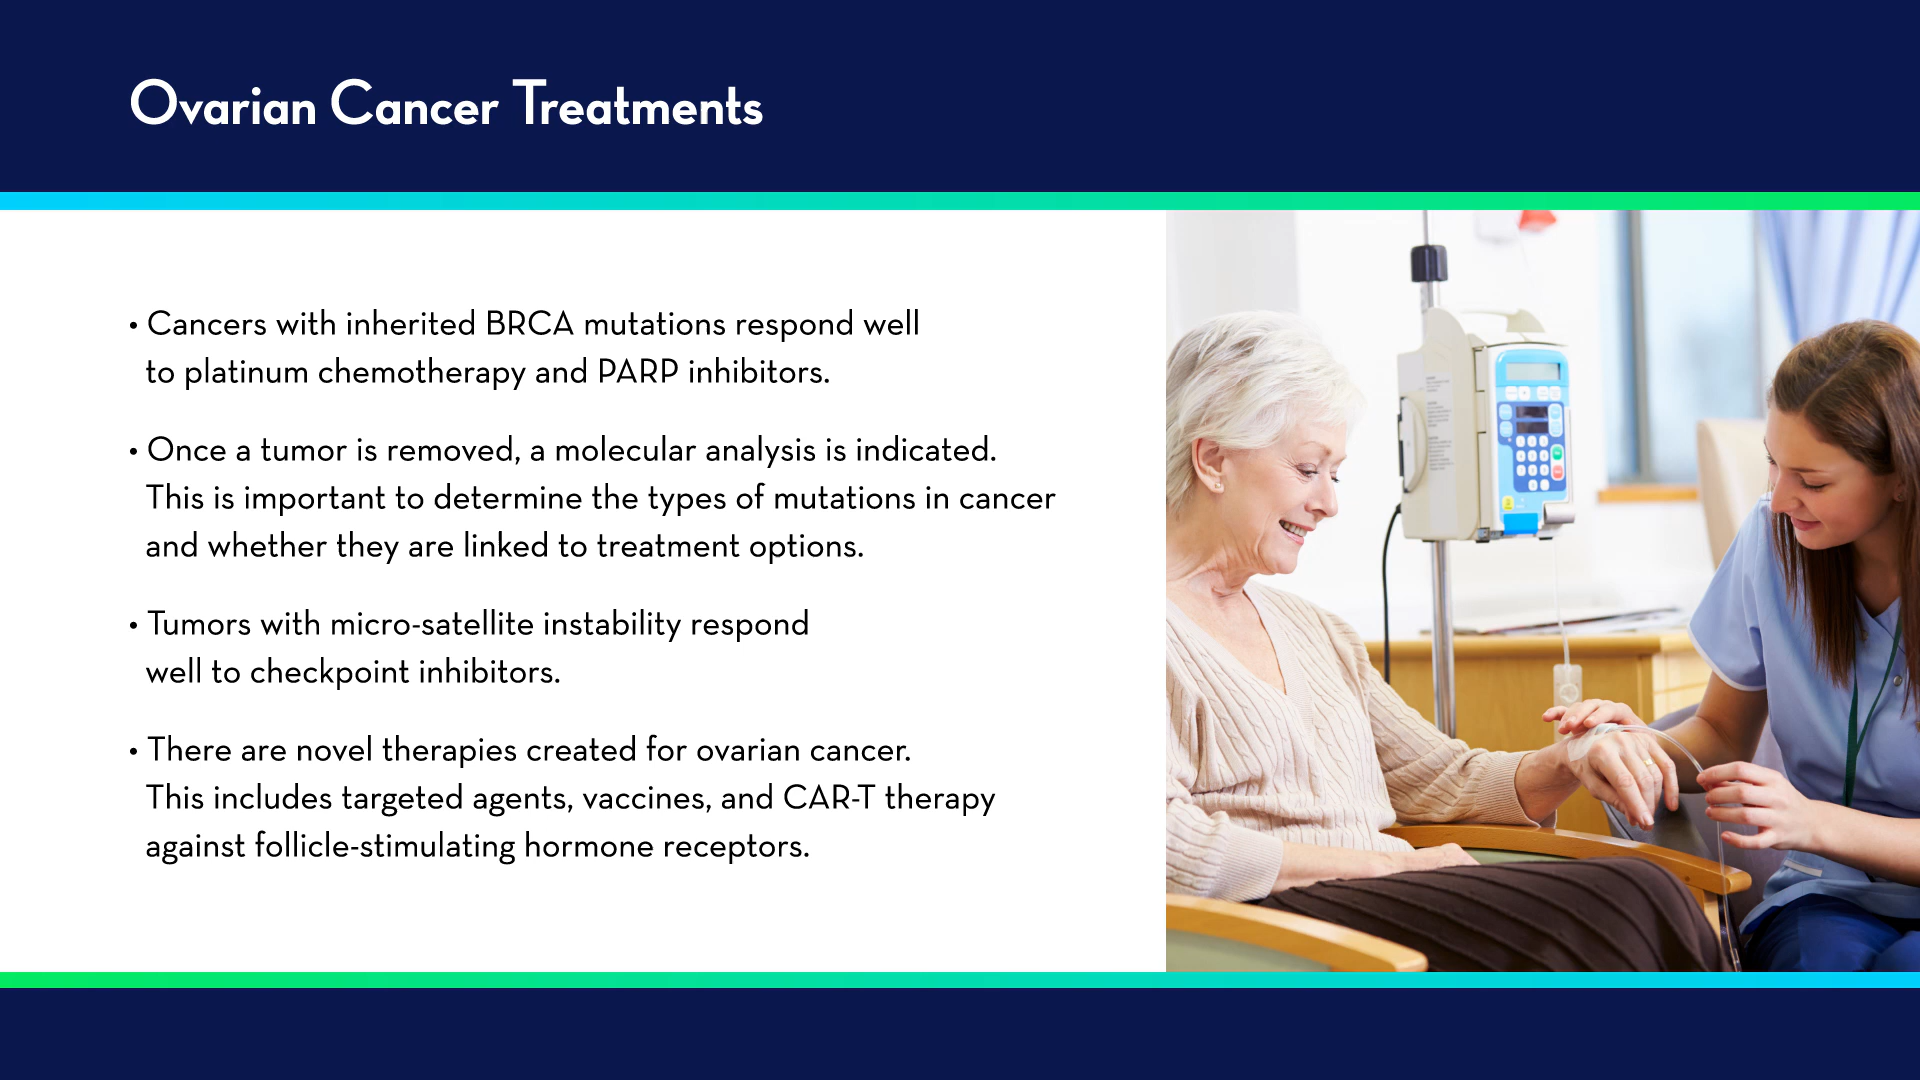 Ovarian Cancer Treatments
• Cancers with inherited BRCA mutations respond well
to platinum chemotherapy and PARP inhibitors.
• Once a tumor is removed, a molecular analysis is indicated.
This is important to determine the types of mutations in cancer
and whether they are linked to treatment options.
• Tumors with micro-satellite instability respond
well to checkpoint inhibitors.
• There are novel therapies created for ovarian cancer.
This includes targeted agents, vaccines, and CAR-T therapy
against follicle-stimulating hormone receptors.